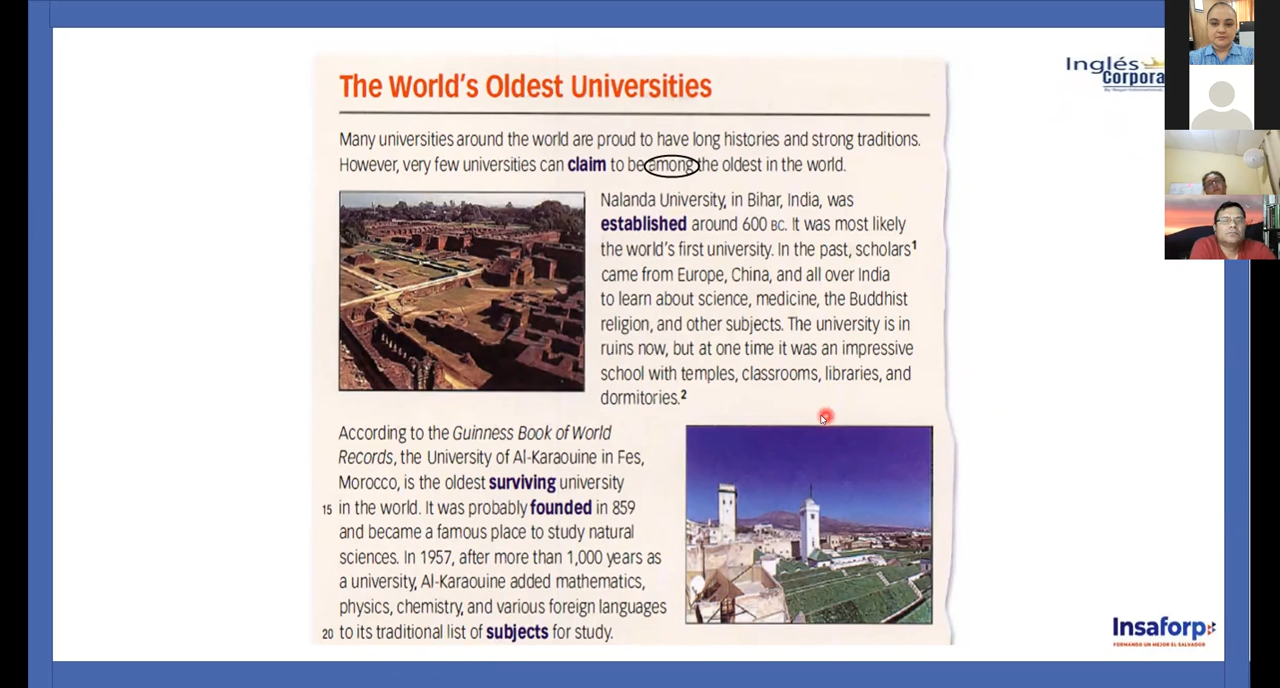 The World's Oldest Universities
Many universities around the world are proud to have long histories and strong traditions.
However, very few universities can claim to be among the oldest in the world.
Nalanda University, in Bihar, India, was
established around 600 BC. It was most likely
the world's first university. In the past, scholars¹
came from Europe, China, and all over India
to learn about science, medicine, the Buddhist
religion, and other subjects. The university is in
ruins now, but at one time it was an impressive
school with temples, classrooms, libraries, and
dormitories.²
According to the Guinness Book of World
Records, the University of Al-Karaouine in Fes,
Morocco, is the oldest surviving university
15 in the world. It was probably founded in 859
and became a famous place to study natural
sciences. In 1957, after more than 1,000 years as
a university, Al-Karaouine added mathematics,
physics, chemistry, and various foreign languages
20 to its traditional list of subjects for study.
Inglés
Corpora
Insaforp
FORMANDO UN MEJOR EL SALVADOR